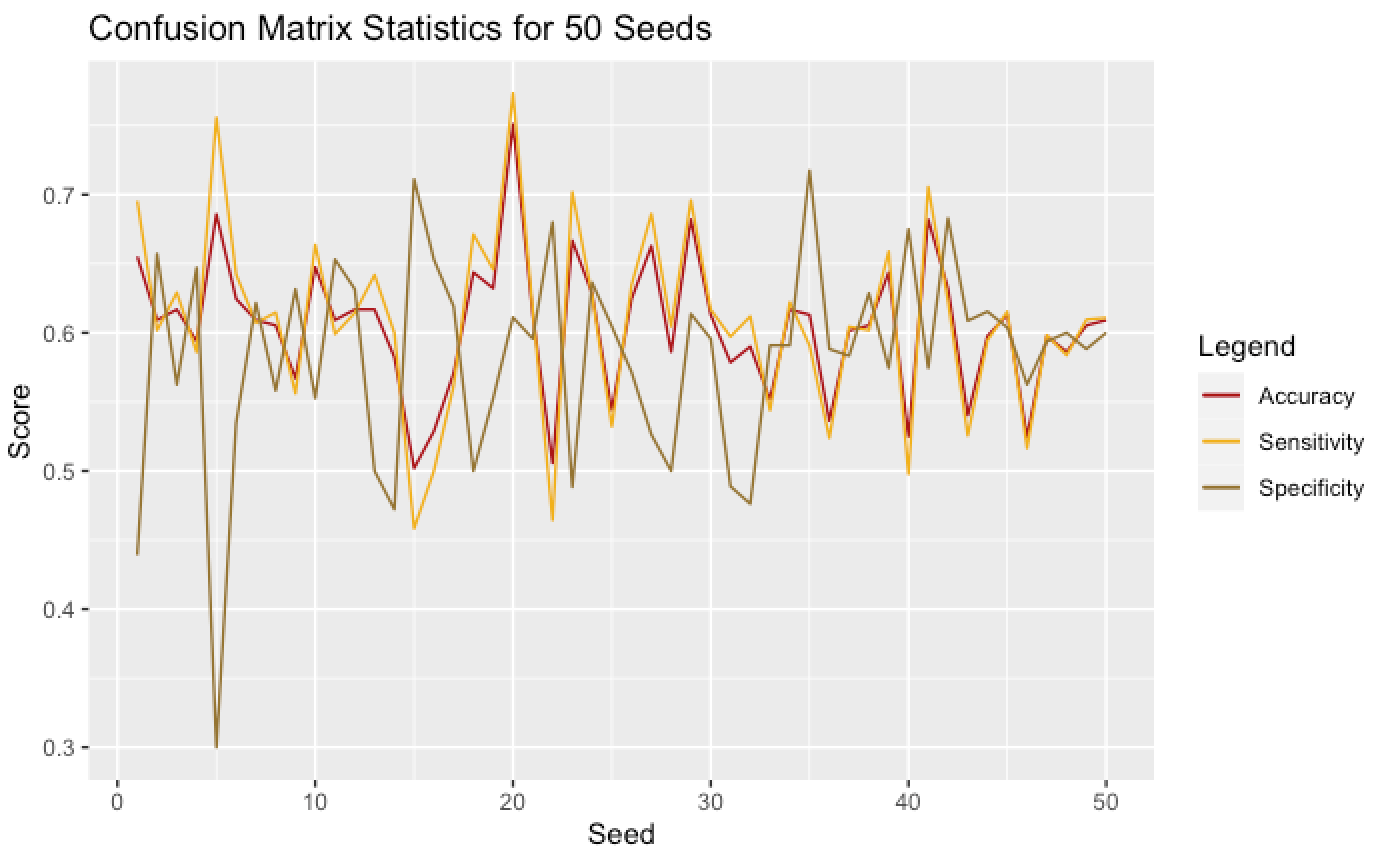 Confusion Matrix Statistics for 50 Seeds
Score
0.7
0.6
0.5
0.4
0.3
0 10 20 30 40 50
Seed
Legend
Accuracy
Sensitivity
Specificity